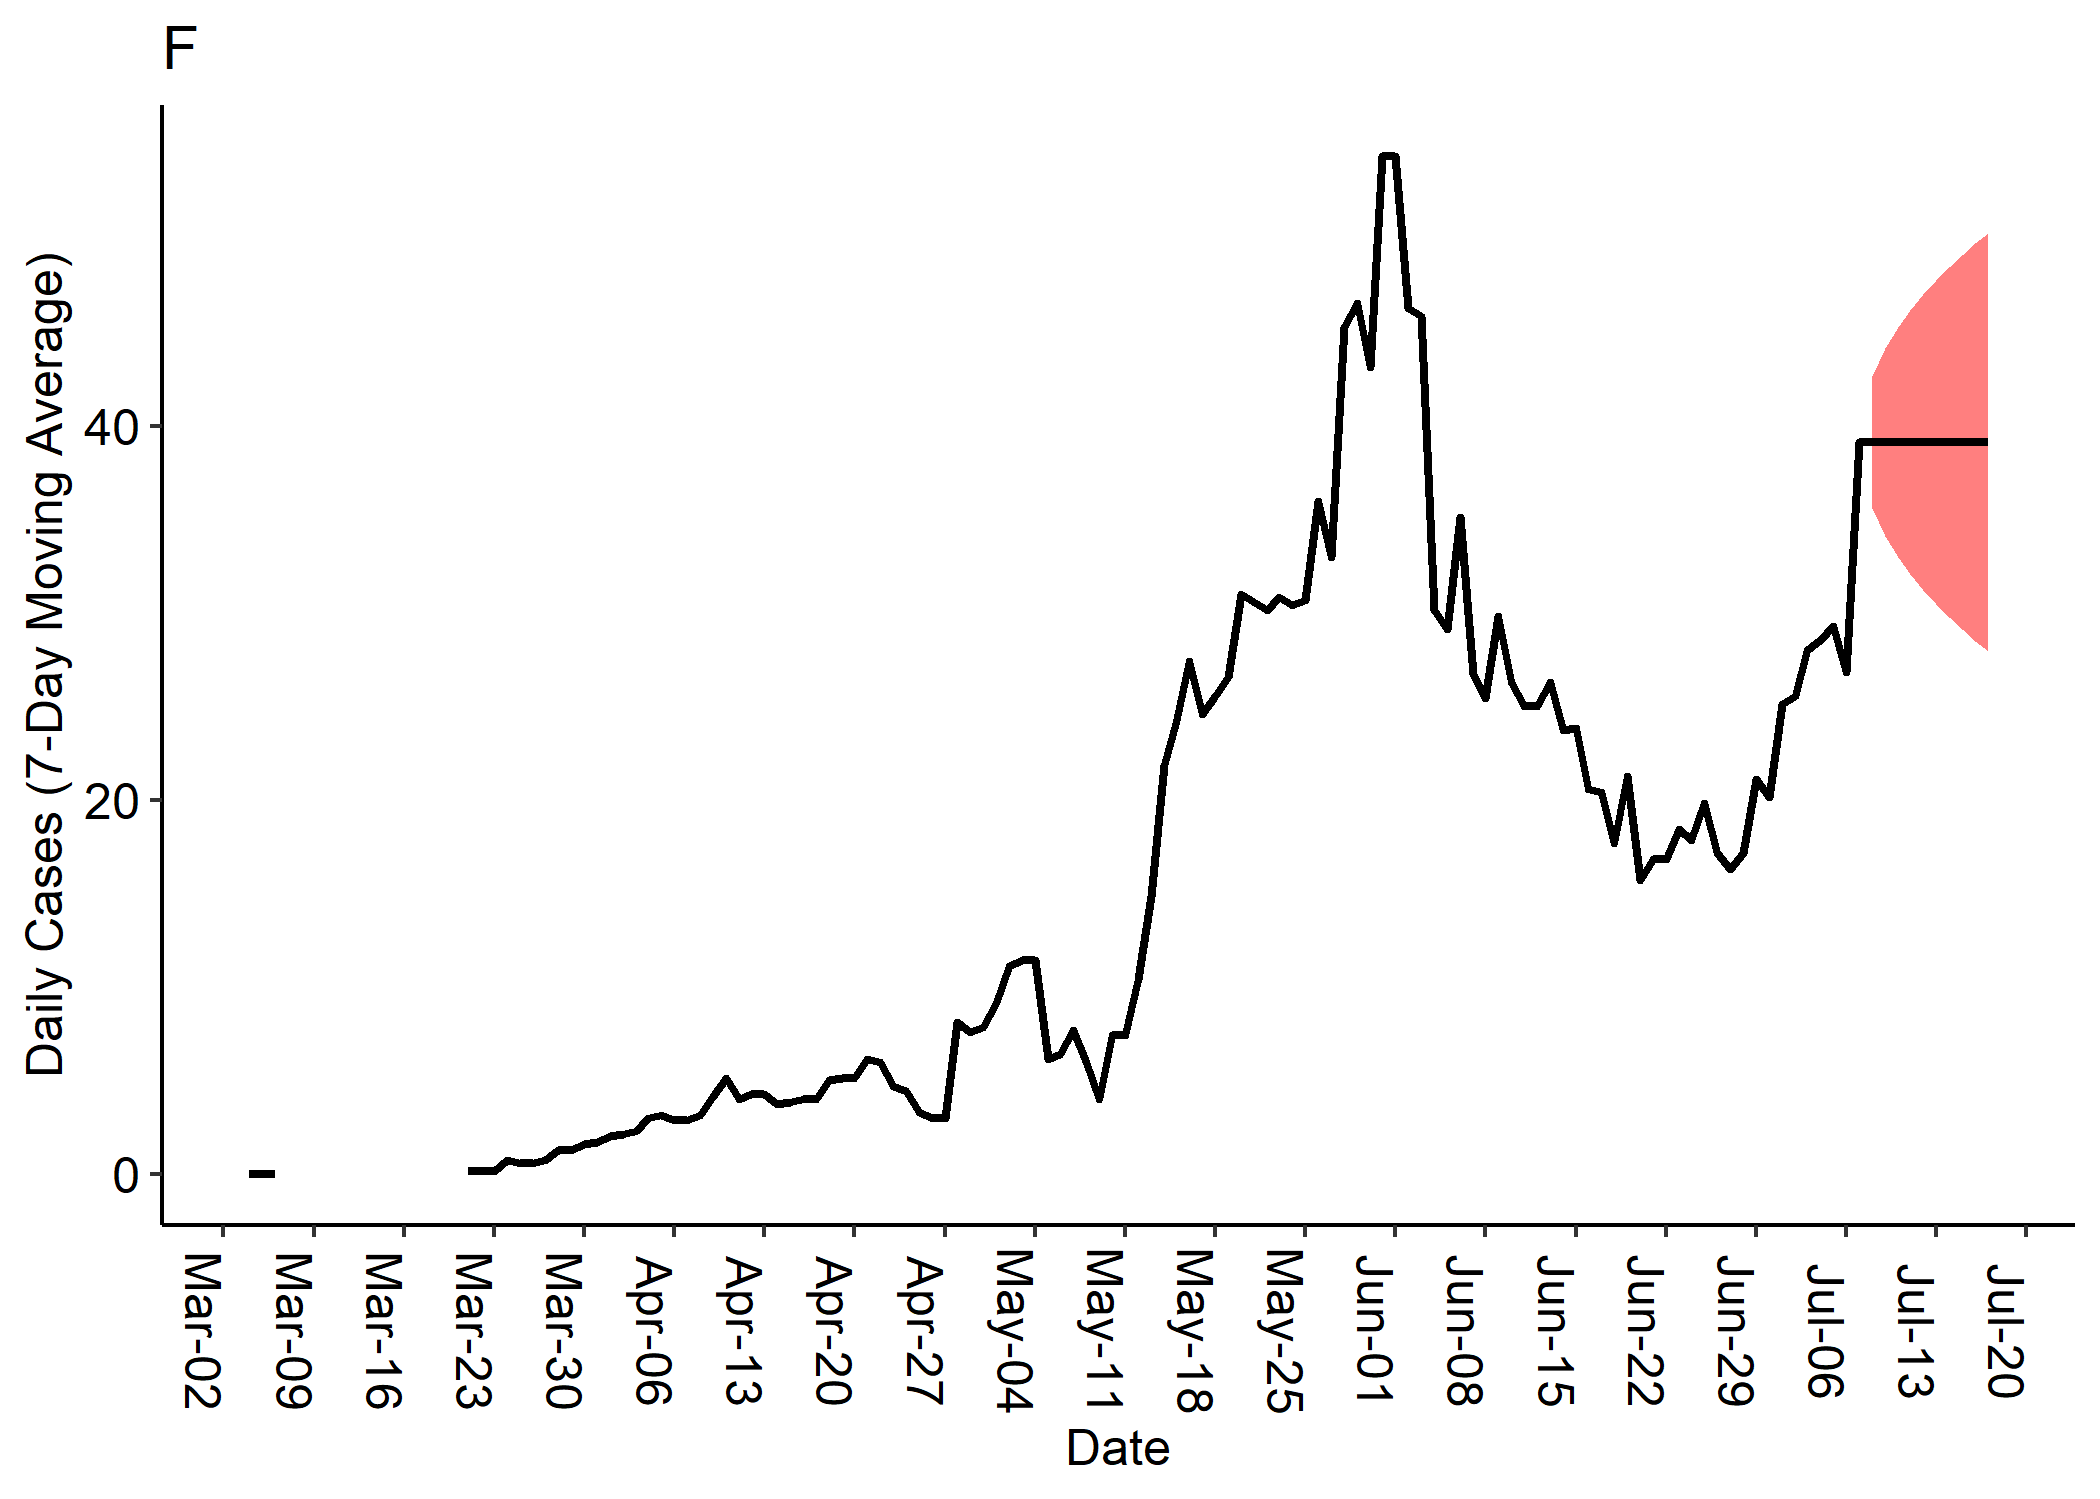 F
Daily Cases (7-Day Moving Average)
40
20
0
Mar-02
Mar-09
Mar-16
Mar-23
Mar-30
Apr-06
Apr-13
Apr-20
Apr-27
May-04
May-11
May-18
May-25
Jun-01
Jun-08
Jun-15
Jun-22
Jun-29
Jul-06
Jul-13
Jul-20
Date